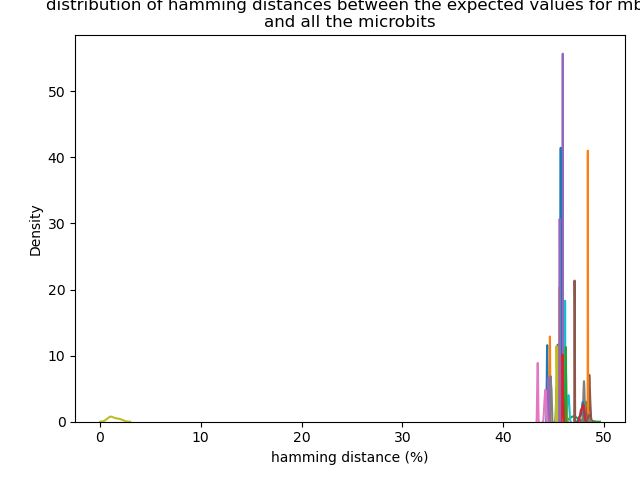 distribution of hamming distances between the expected values for
and all the microbits
Density
50
40
30
20
10
0
0 10 20 30 40 50
hamming distance (%)